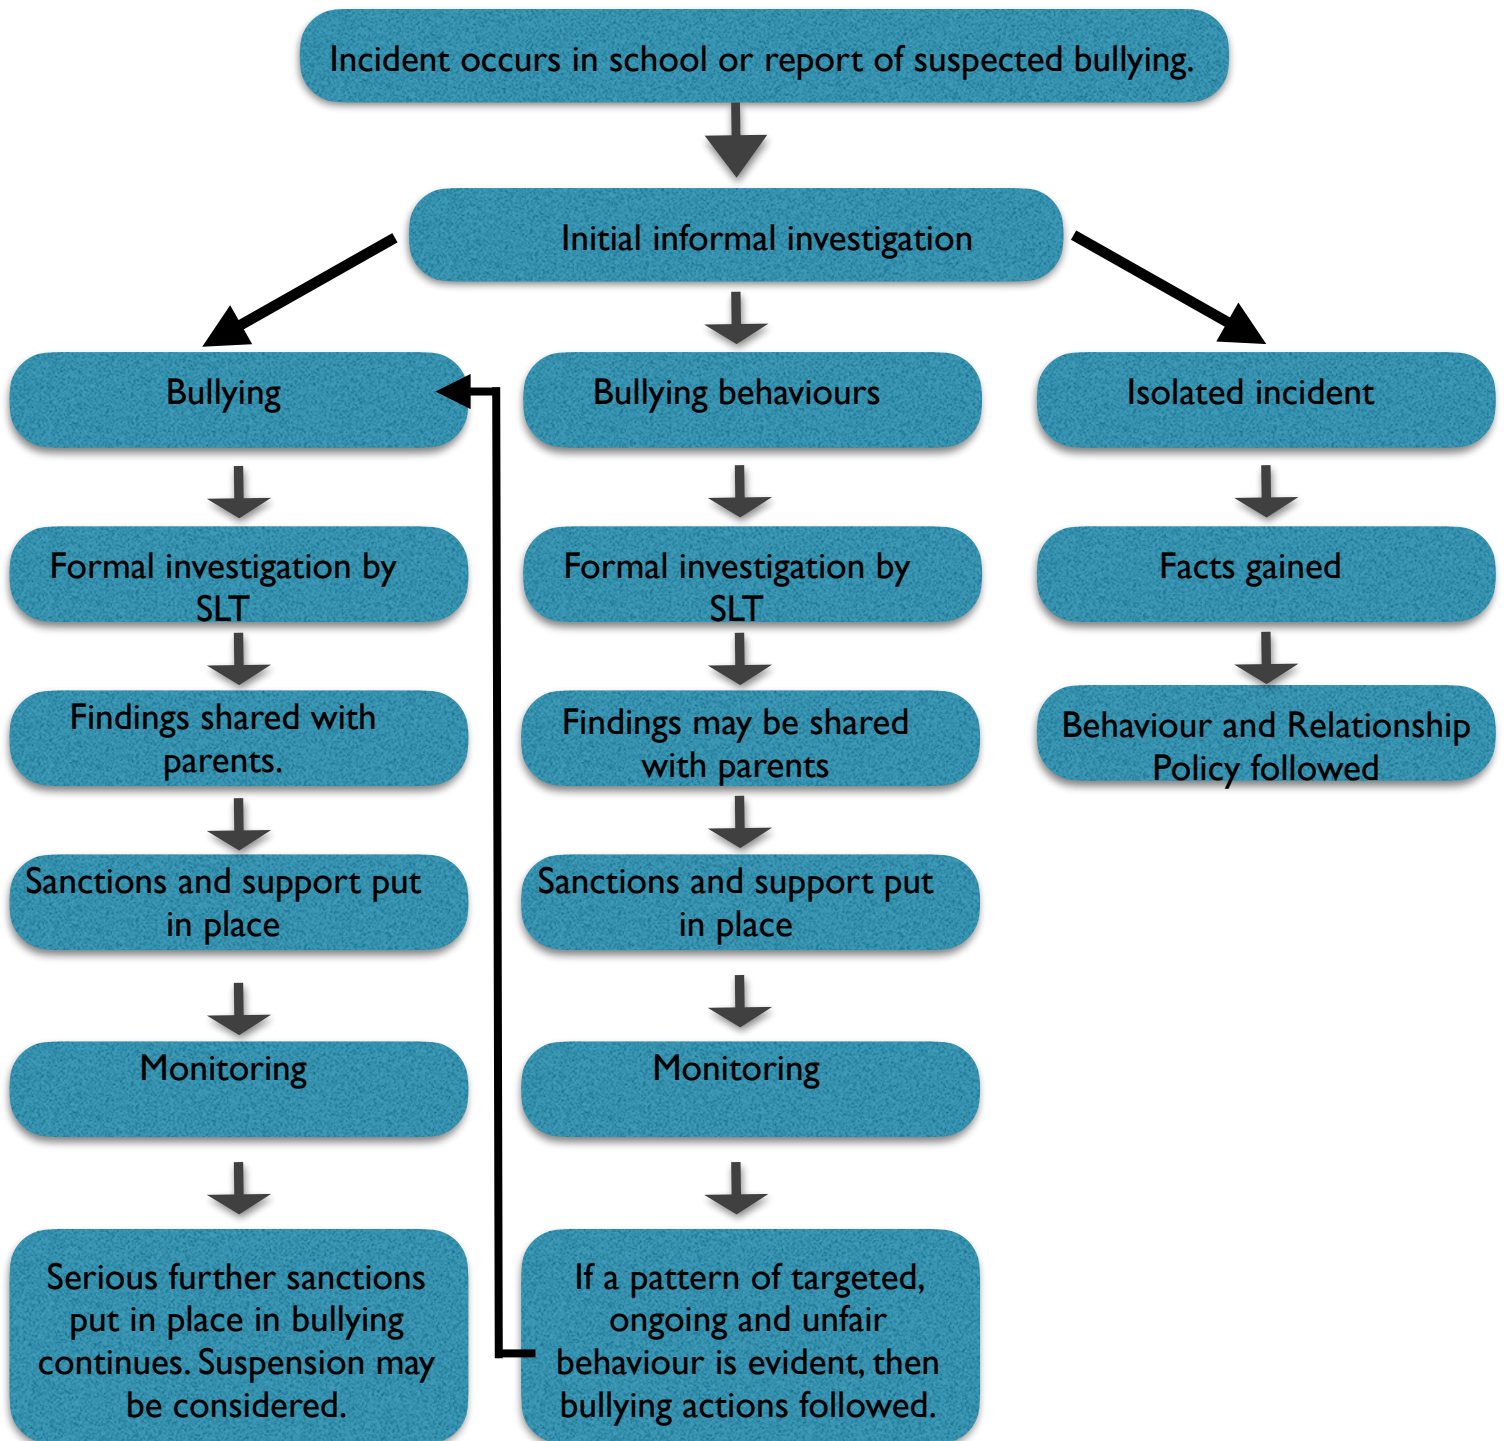 Incident occurs in school or report of suspected bullying.
Initial informal investigation
Bullying
Bullying behaviours
Isolated incident
Formal investigation by
SLT
Formal investigation by
SLT
Facts gained
Findings shared with
parents.
Findings may be shared
with parents
Behaviour and Relationship
Policy followed
Sanctions and support put
in place
Sanctions and support put
in place
Monitoring
Monitoring
Serious further sanctions
put in place in bullying
continues. Suspension may
be considered.
If a pattern of targeted,
ongoing and unfair
behaviour is evident, then
bullying actions followed.